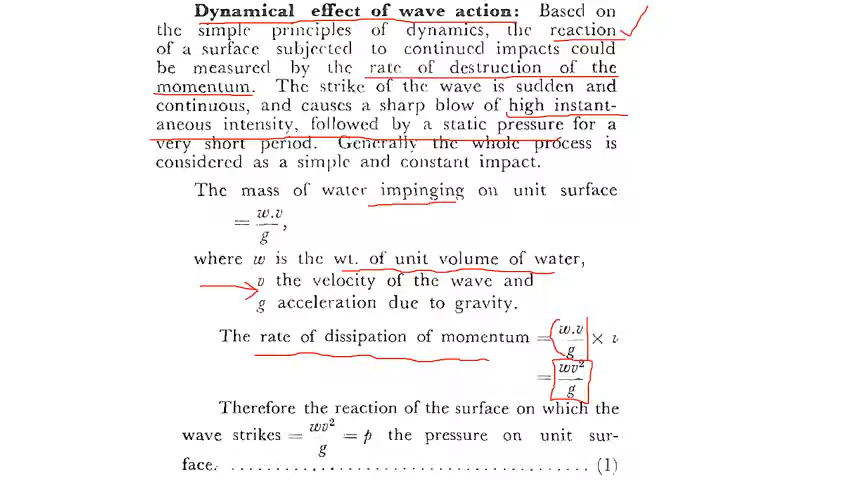 Dynamical effect of wave action: Based on
the simple principles of dynamics, the reaction
of a surface subjected to continued impacts could
be measured by the rate of destruction of the
momentum. The strike of the wave is sudden and
continuous, and causes a sharp blow of high instant-
aneous intensity, followed by a static pressure for a
very short period. Generally the whole process is
considered as a simple and constant impact.
The mass of water impinging on unit surface
= w.v/g,
where w is the wt. of unit volume of water,
v the velocity of the wave and
g acceleration due to gravity.
The rate of dissipation of momentum = w.v/g × v
= wv²/g
Therefore the reaction of the surface on which the
wave strikes = wv²/g = p the pressure on unit sur-
face. ........................................ (1)